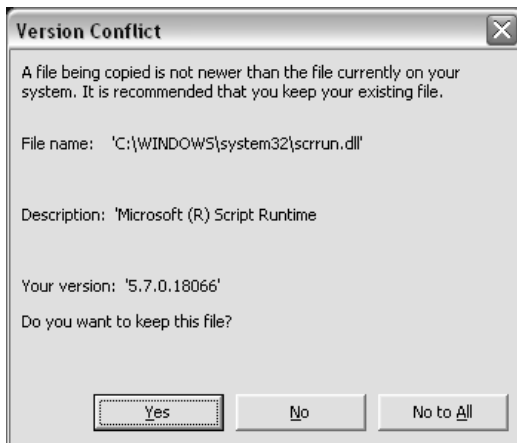 Version Conflict
A file being copied is not newer than the file currently on your
system. It is recommended that you keep your existing file.
File name: 'C:\WINDOWS\system32\scrrun.dll'
Description: 'Microsoft (R) Script Runtime
Your version: '5.7.0.18066'
Do you want to keep this file?
Yes No No to All